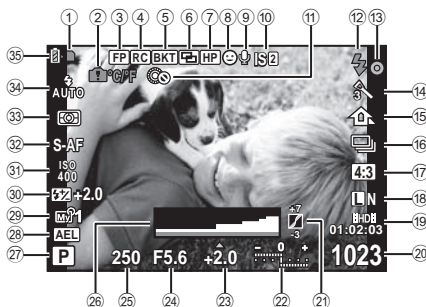 ① ② ③ ④ ⑤ ⑥ ⑦ ⑧ ⑨ ⑩ ⑪ ⑫ ⑬
㉟ FP RC BKT HP IS2
°C/°F
㉞ AUTO 3 ⑭
㉝ ⑮
㉜ S-AF ⑯
㉛ ISO 400 4:3 ⑰
㉚ +2.0 L N ⑱
㉙ My1 HD ⑲
㉘ AEL +7 -3 01:02:03
㉗ P 250 F5.6 +2.0 - 0 + 1023 ⑳
㉖ ㉕ ㉔ ㉓ ㉒ ㉑